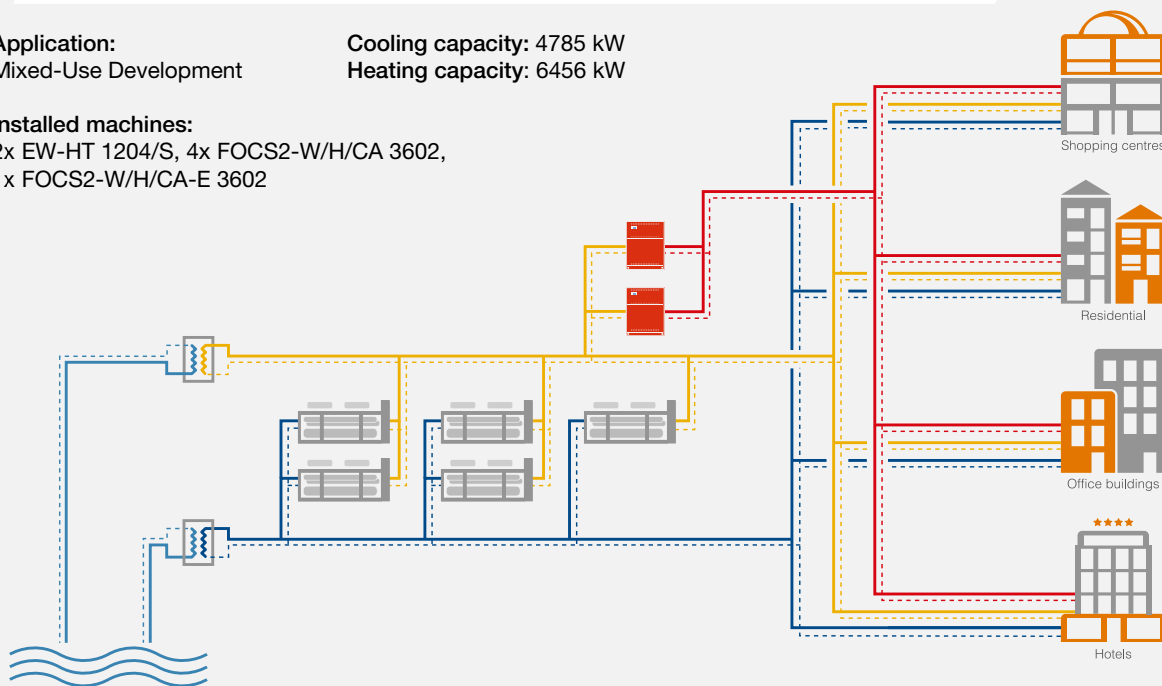 Application:
Mixed-Use Development
Cooling capacity: 4785 kW
Heating capacity: 6456 kW
Installed machines:
2x EW-HT 1204/S, 4x FOCS2-W/H/CA 3602,
x FOCS2-W/H/CA-E 3602
Shopping centres
Residential
Office buildings
Hotels